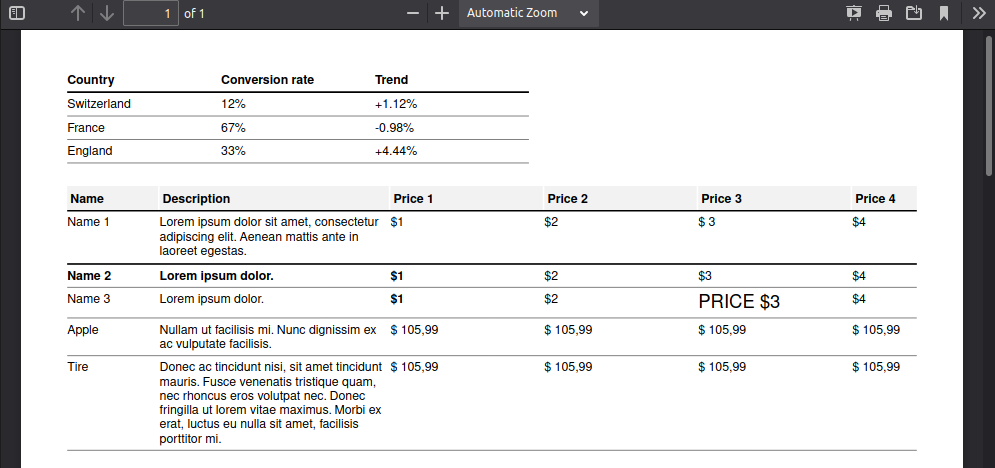 1 of 1 Automatic Zoom
Country Conversion rate Trend
Switzerland 12% +1.12%
France 67% -0.98%
England 33% +4.44%
Name Description Price 1 Price 2 Price 3 Price 4
Name 1 Lorem ipsum dolor sit amet, consectetur $1 $2 $ 3 $4
adipiscing elit. Aenean mattis ante in
laoreet egestas.
Name 2 Lorem ipsum dolor. $1 $2 $3 $4
Name 3 Lorem ipsum dolor. $1 $2 PRICE $3 $4
Apple Nullam ut facilisis mi. Nunc dignissim ex $ 105,99 $ 105,99 $ 105,99 $ 105,99
ac vulputate facilisis.
Tire Donec ac tincidunt nisi, sit amet tincidunt $ 105,99 $ 105,99 $ 105,99 $ 105,99
mauris. Fusce venenatis tristique quam,
nec rhoncus eros volutpat nec. Donec
fringilla ut lorem vitae maximus. Morbi ex
erat, luctus eu nulla sit amet, facilisis
porttitor mi.